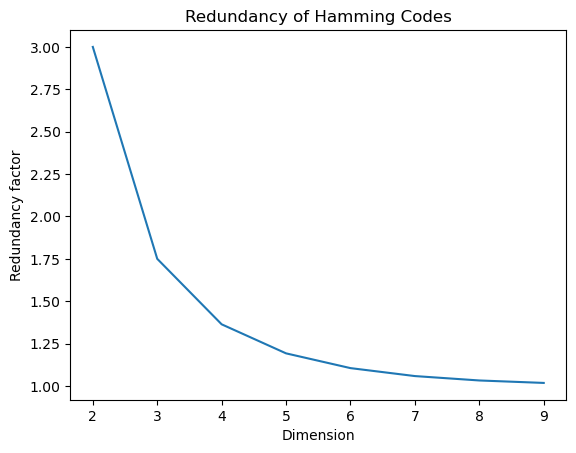 Redundancy of Hamming Codes
3.00
2.75
2.50
2.25
2.00
1.75
1.50
1.25
1.00
Redundancy factor
2 3 4 5 6 7 8 9
Dimension